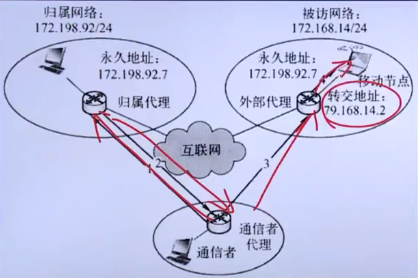 归属网络：
172.198.92/24
被访网络：
172.168.14/24
永久地址：
172.198.92.7
归属代理
永久地址：
172.198.92.7
移动节点
外部代理
转交地址：
79.168.14.2
互联网
1
2
3
通信者
代理
通信者